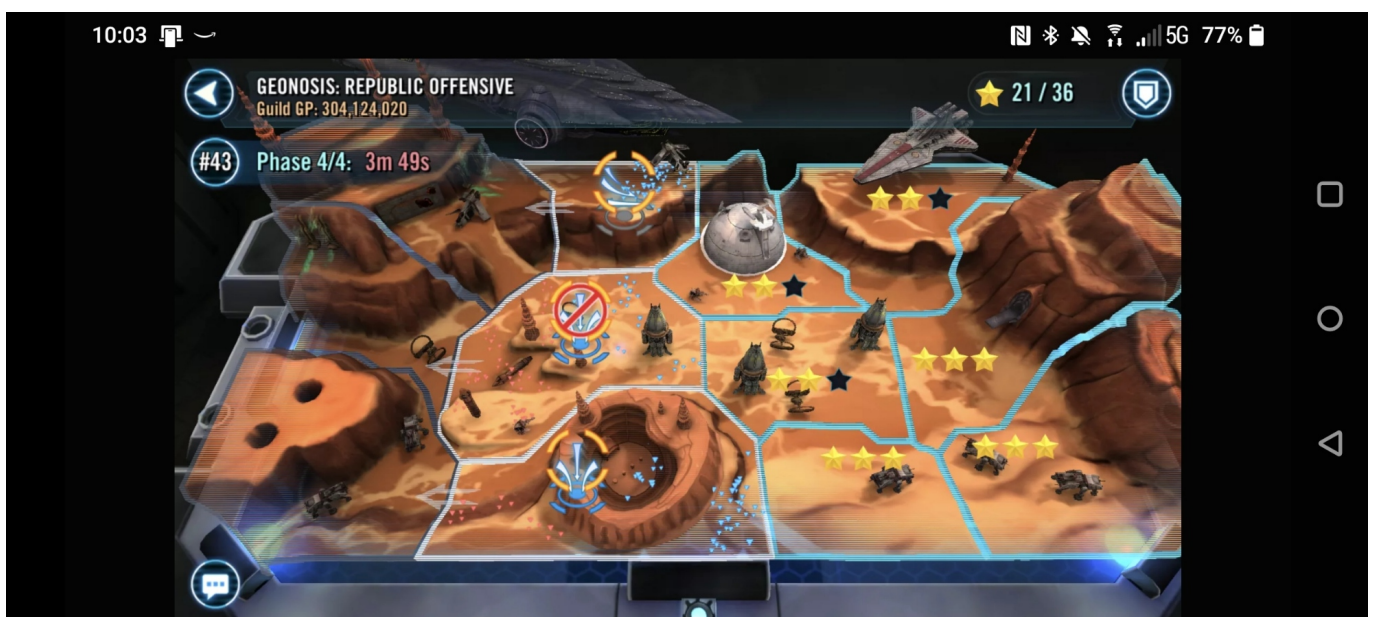 10:03
5G 77%
GEONOSIS: REPUBLIC OFFENSIVE
Guild GP: 304,124,020
21 / 36
#43 Phase 4/4: 3m 49s